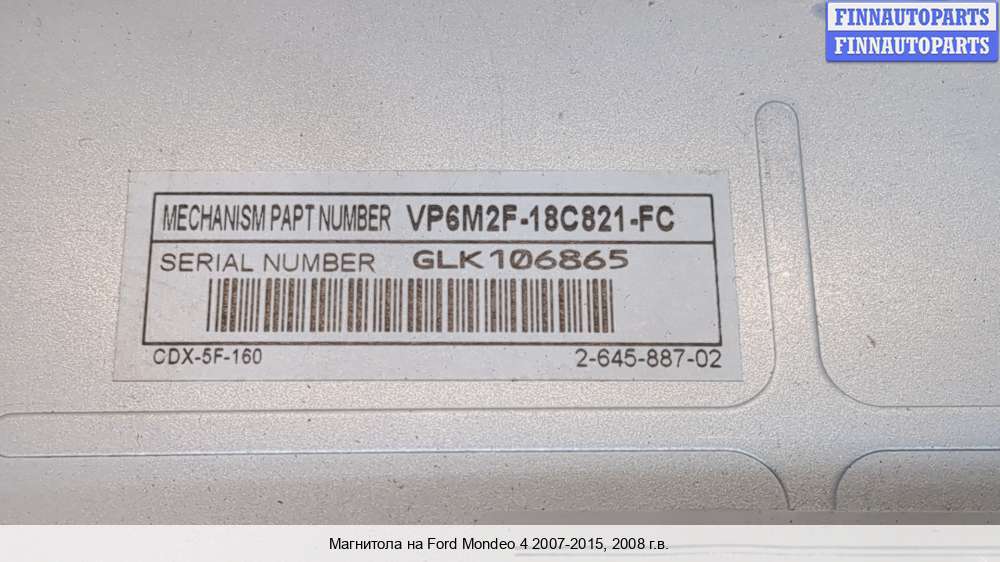 FINNAUTOPARTS
FINNAUTOPARTS
MECHANISM PAPT NUMBER VP6M2F-18C821-FC
SERIAL NUMBER GLK106865
CDX-5F-160 2-645-887-02
Магнитола на Ford Mondeo 4 2007-2015, 2008 г.в.